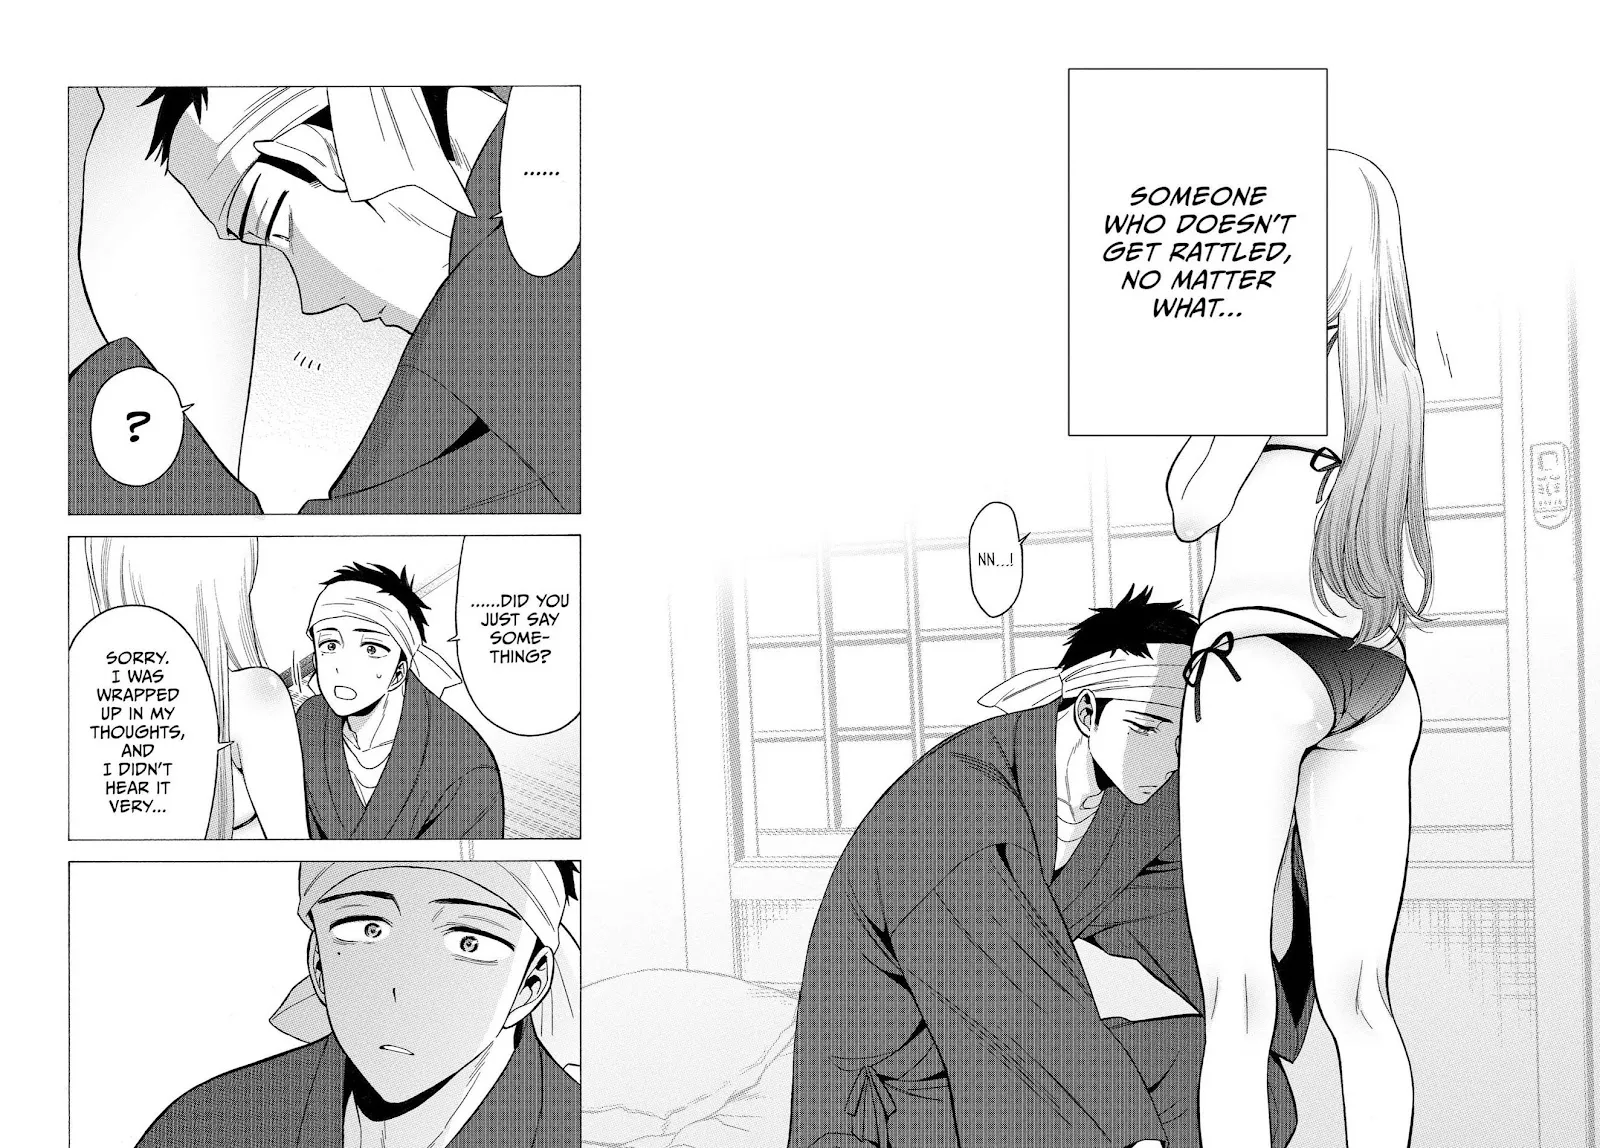 SOMEONE
WHO DOESN'T
GET RATTLED,
NO MATTER
WHAT...
NN...!
......
?
......DID YOU
JUST SAY
SOME-
THING?
SORRY.
I WAS
WRAPPED
UP IN MY
THOUGHTS,
AND
I DIDN'T
HEAR IT
VERY...